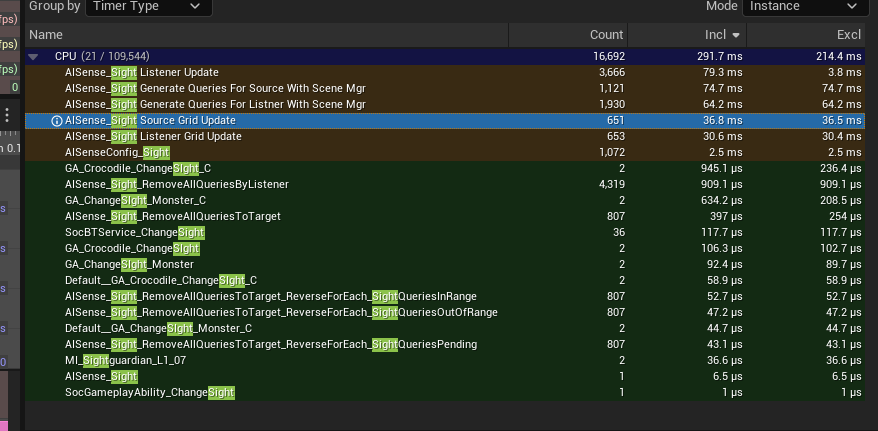 Group by Timer Type Mode Instance
Name Count Incl Excl
CPU (21 / 109,544) 16,692 291.7 ms 214.4 ms
AISense_Sight Listener Update 3,666 79.3 ms 3.8 ms
AISense_Sight Generate Queries For Source With Scene Mgr 1,121 74.7 ms 74.7 ms
AISense_Sight Generate Queries For Listner With Scene Mgr 1,930 64.2 ms 64.2 ms
AISense_Sight Source Grid Update 651 36.8 ms 36.5 ms
AISense_Sight Listener Grid Update 653 30.6 ms 30.4 ms
AISenseConfig_Sight 1,072 2.5 ms 2.5 ms
GA_Crocodile_ChangeSIght_C 2 945.1 µs 236.4 µs
AISense_Sight_RemoveAllQueriesByListener 4,319 909.1 µs 909.1 µs
GA_ChangeSIght_Monster_C 2 634.2 µs 208.5 µs
AISense_Sight_RemoveAllQueriesToTarget 807 397 µs 254 µs
SocBTService_ChangeSight 36 117.7 µs 117.7 µs
GA_Crocodile_ChangeSIght 2 106.3 µs 102.7 µs
GA_ChangeSIght_Monster 2 92.4 µs 89.7 µs
Default__GA_Crocodile_ChangeSIght_C 2 58.9 µs 58.9 µs
AISense_Sight_RemoveAllQueriesToTarget_ReverseForEach_SightQueriesInRange 807 52.7 µs 52.7 µs
AISense_Sight_RemoveAllQueriesToTarget_ReverseForEach_SightQueriesOutOfRange 807 47.2 µs 47.2 µs
Default__GA_ChangeSIght_Monster_C 2 44.7 µs 44.7 µs
AISense_Sight_RemoveAllQueriesToTarget_ReverseForEach_SightQueriesPending 807 43.1 µs 43.1 µs
MI_Sightguardian_L1_07 2 36.6 µs 36.6 µs
AISense_Sight 1 6.5 µs 6.5 µs
SocGameplayAbility_ChangeSight 1 1 µs 1 µs
fps)
fps)
fps)
0
n 0.1
s
s
s
0